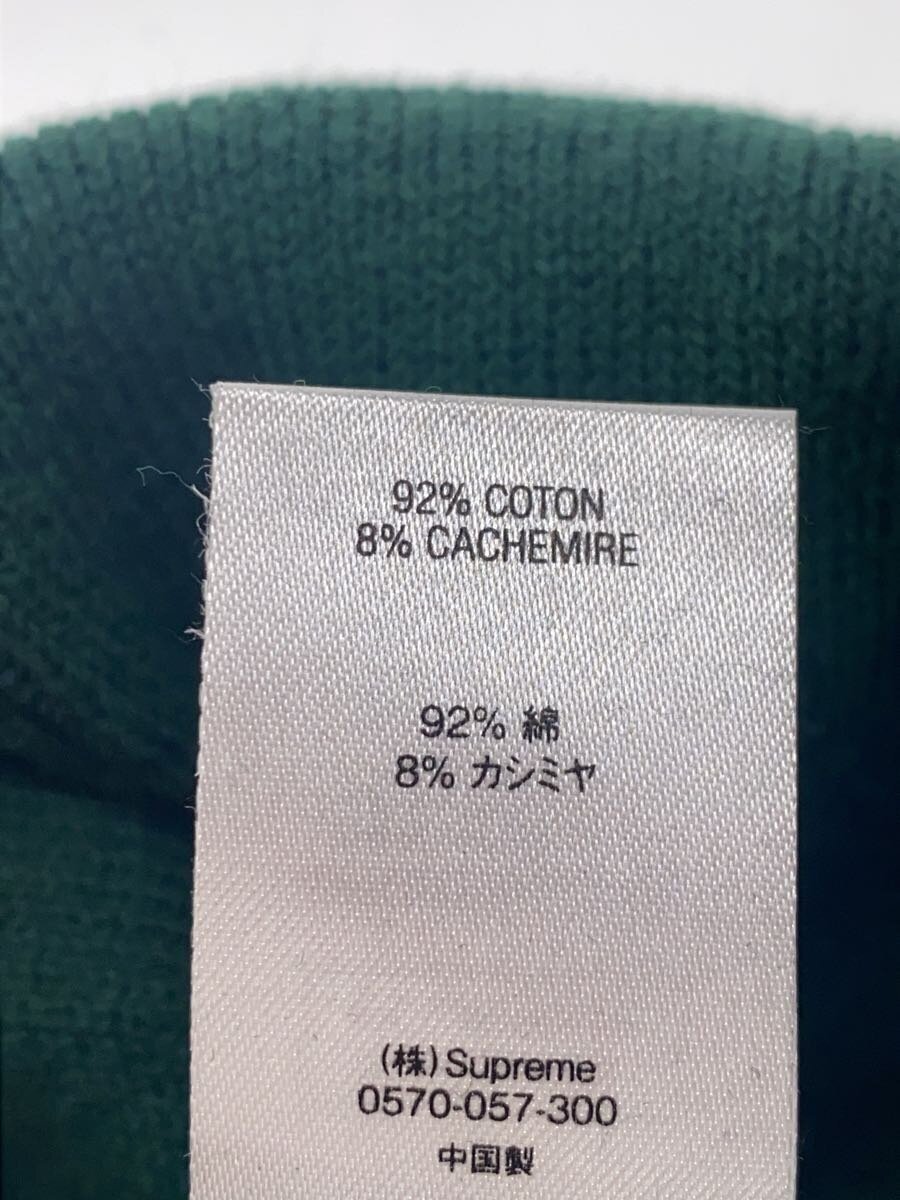 92% COTON
8% CACHEMIRE
92% 綿
8% カシミヤ
(株) Supreme
0570-057-300
中国製